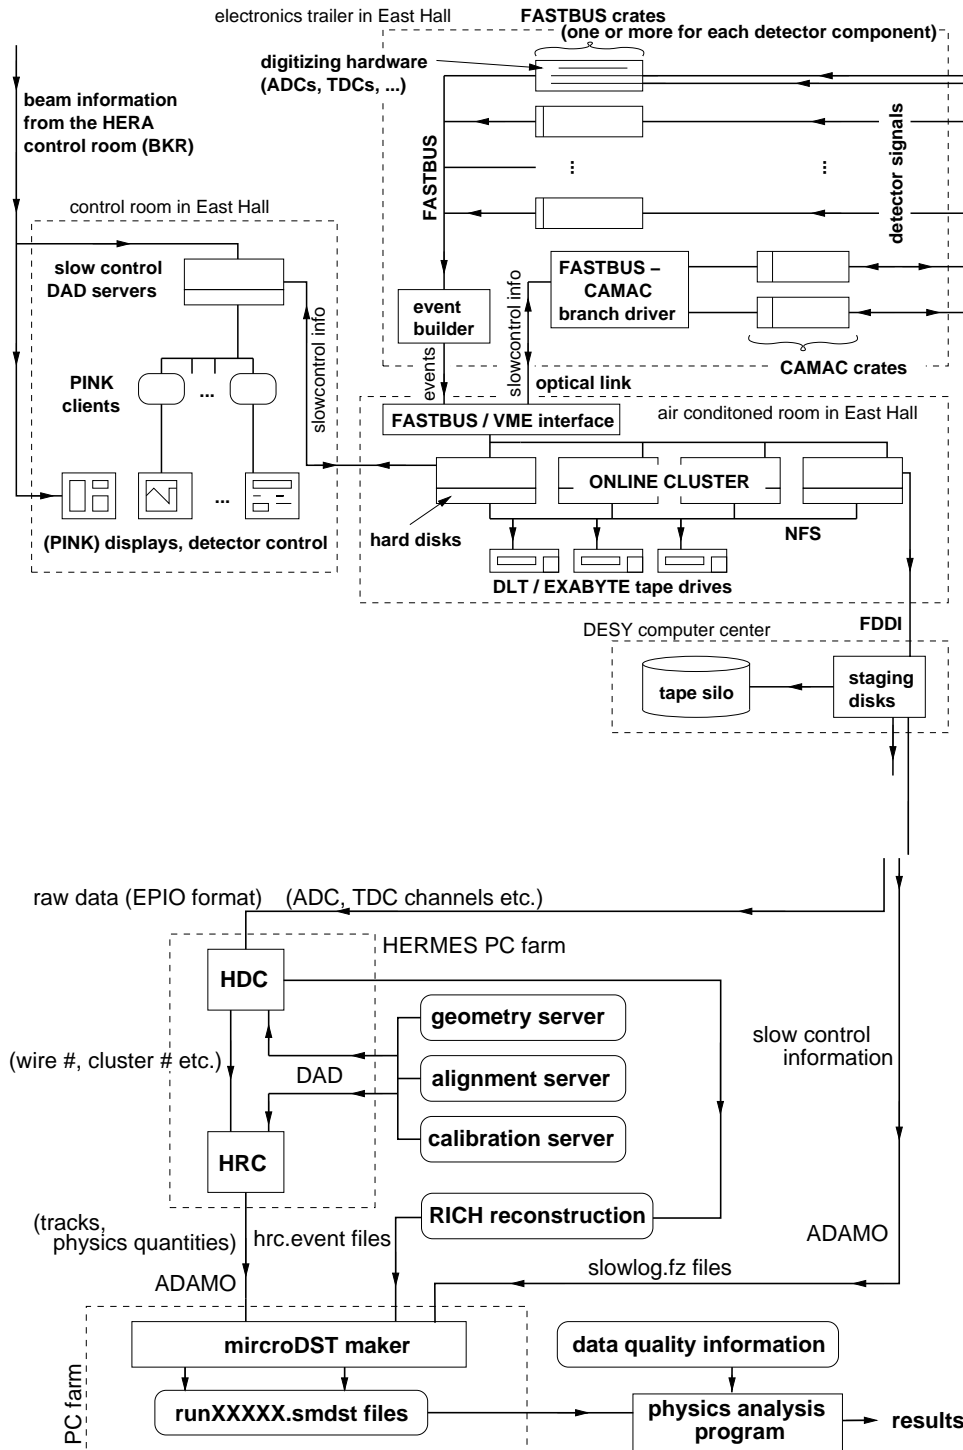 electronics trailer in East Hall
FASTBUS crates
(one or more for each detector component)
digitizing hardware
(ADCs, TDCs, ...)
beam information
from the HERA
control room (BKR)
FASTBUS
...
...
detector signals
control room in East Hall
slow control
DAD servers
slowcontrol info
event
builder
slowcontrol info
FASTBUS –
CAMAC
branch driver
events
optical link
CAMAC crates
PINK
clients
...
FASTBUS / VME interface
air conditoned room in East Hall
ONLINE CLUSTER
...
(PINK) displays, detector control
hard disks
NFS
DLT / EXABYTE tape drives
FDDI
DESY computer center
tape silo
staging
disks
raw data (EPIO format)
(ADC, TDC channels etc.)
HERMES PC farm
HDC
geometry server
slow control
information
(wire #, cluster # etc.)
DAD
alignment server
calibration server
HRC
RICH reconstruction
(tracks,
physics quantities)
hrc.event files
ADAMO
ADAMO
slowlog.fz files
PC farm
mircroDST maker
data quality information
runXXXXX.smdst files
physics analysis
program
results